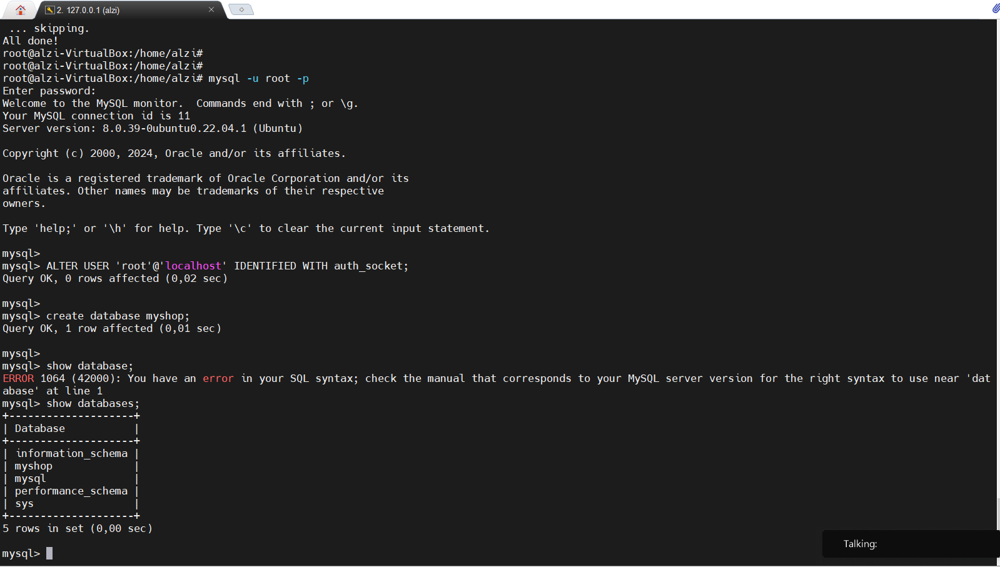 2. 127.0.0.1 (alzi)
... skipping.
All done!
root@alzi-VirtualBox:/home/alzi#
root@alzi-VirtualBox:/home/alzi#
root@alzi-VirtualBox:/home/alzi# mysql -u root -p
Enter password:
Welcome to the MySQL monitor.  Commands end with ; or \g.
Your MySQL connection id is 11
Server version: 8.0.39-0ubuntu0.22.04.1 (Ubuntu)
Copyright (c) 2000, 2024, Oracle and/or its affiliates.
Oracle is a registered trademark of Oracle Corporation and/or its
affiliates. Other names may be trademarks of their respective
owners.
Type 'help;' or '\h' for help. Type '\c' to clear the current input statement.
mysql>
mysql> ALTER USER 'root'@'localhost' IDENTIFIED WITH auth_socket;
Query OK, 0 rows affected (0,02 sec)
mysql>
mysql> create database myshop;
Query OK, 1 row affected (0,01 sec)
mysql>
mysql> show database;
ERROR 1064 (42000): You have an error in your SQL syntax; check the manual that corresponds to your MySQL server version for the right syntax to use near 'dat
abase' at line 1
mysql> show databases;
+--------------------+
| Database           |
+--------------------+
| information_schema |
| myshop             |
| mysql              |
| performance_schema |
| sys                |
+--------------------+
5 rows in set (0,00 sec)
mysql>
Talking: